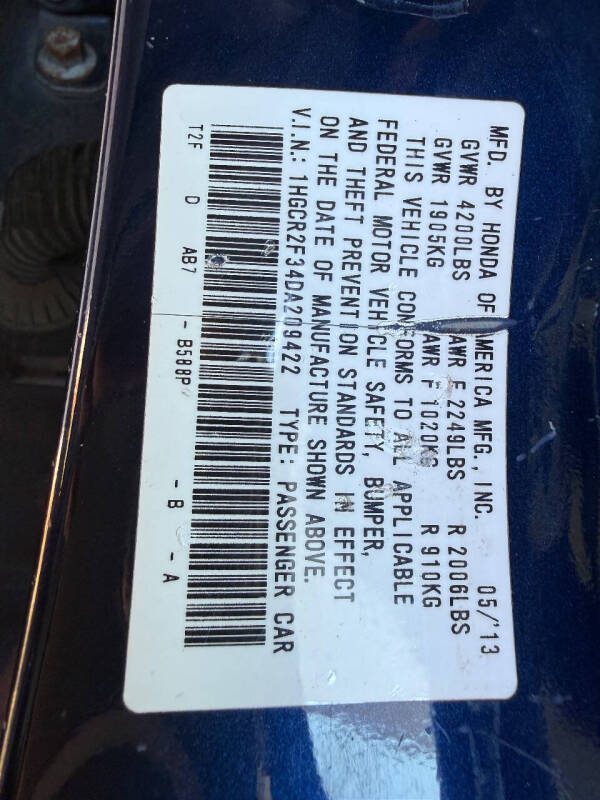 MFD. BY HONDA OF AMERICA MFG., INC. 05/'13
GVWR 4200LBS GAWR F 2249LBS R 2006LBS
GVWR 1905KG GAWR F 1020KG R 910KG
THIS VEHICLE CONFORMS TO ALL APPLICABLE
FEDERAL MOTOR VEHICLE SAFETY, BUMPER,
AND THEFT PREVENTION STANDARDS IN EFFECT
ON THE DATE OF MANUFACTURE SHOWN ABOVE.
V.I.N.: 1HGCR2F34DA209422 TYPE: PASSENGER CAR
T2F D AB7 - B588P - B - A